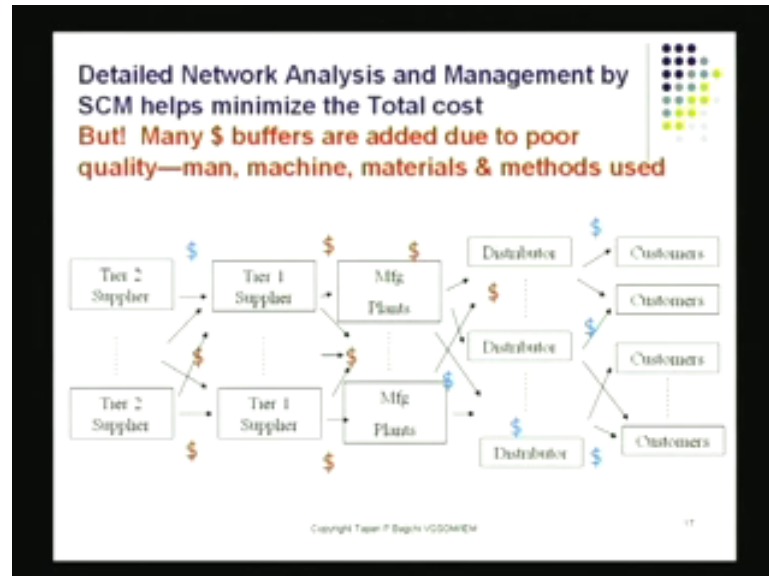 Detailed Network Analysis and Management by
SCM helps minimize the Total cost
But! Many $ buffers are added due to poor
quality—man, machine, materials & methods used
$
$
$
$
Tier 2
Supplier
Tier 1
Supplier
Mfg
Plants
Distributor
Customers
$
Customers
$
$
$
Distributor
Customers
$
Tier 2
Supplier
Tier 1
Supplier
Mfg
Plants
$
Distributor
Customers
$
$
$
Copyright Tapan P Bagchi
17